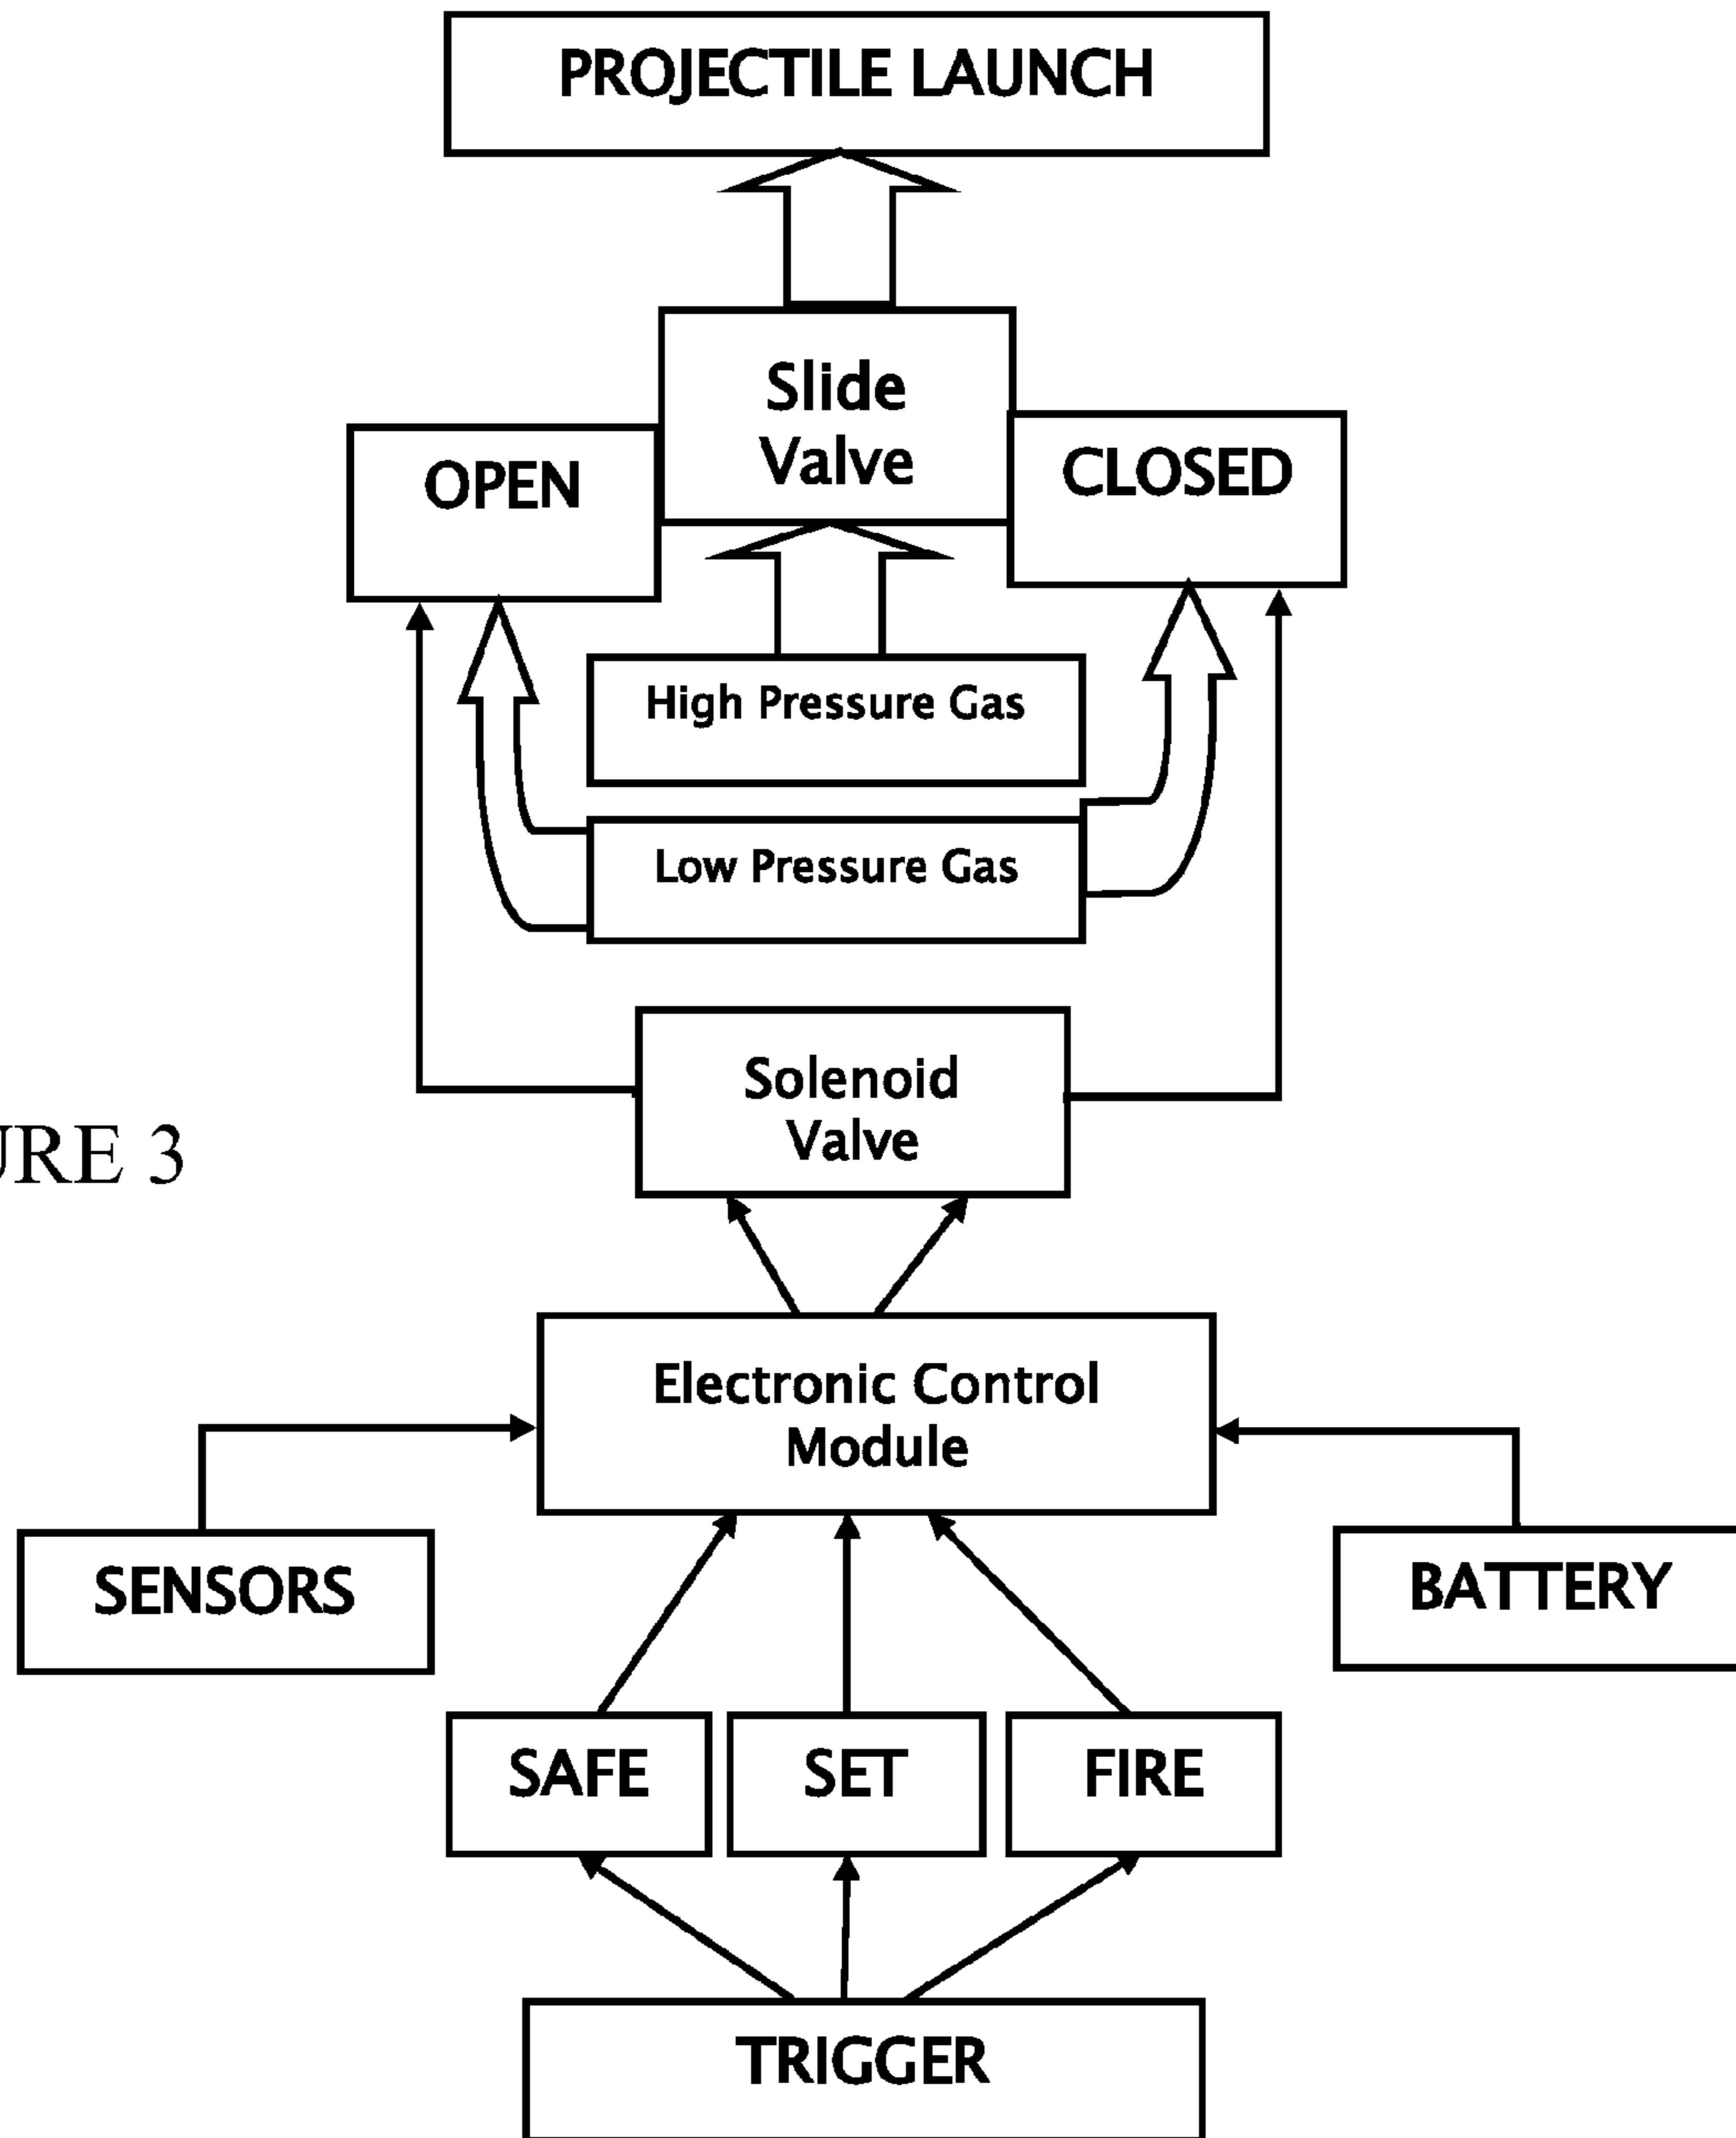 PROJECTILE LAUNCH
Slide
Valve
OPEN
CLOSED
High Pressure Gas
Low Pressure Gas
Solenoid
Valve
URE 3
Electronic Control
Module
SENSORS
BATTERY
SAFE
SET
FIRE
TRIGGER